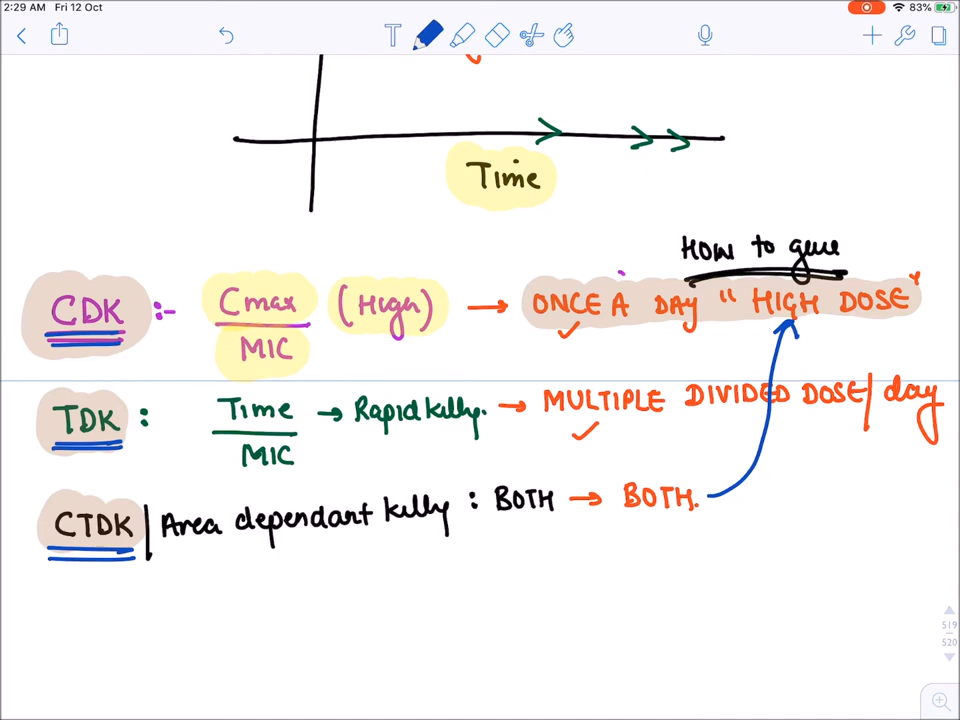 2:29 AM Fri 12 Oct 83%
T
Time
HOW to give
CDK :- Cmax / MIC (High) → ONCE A DAY "HIGH DOSE"
TDK : Time / MIC → Rapid killy. → MULTIPLE DIVIDED DOSE/day
CTDK | Area dependant killy : BOTH → BOTH.
519
520